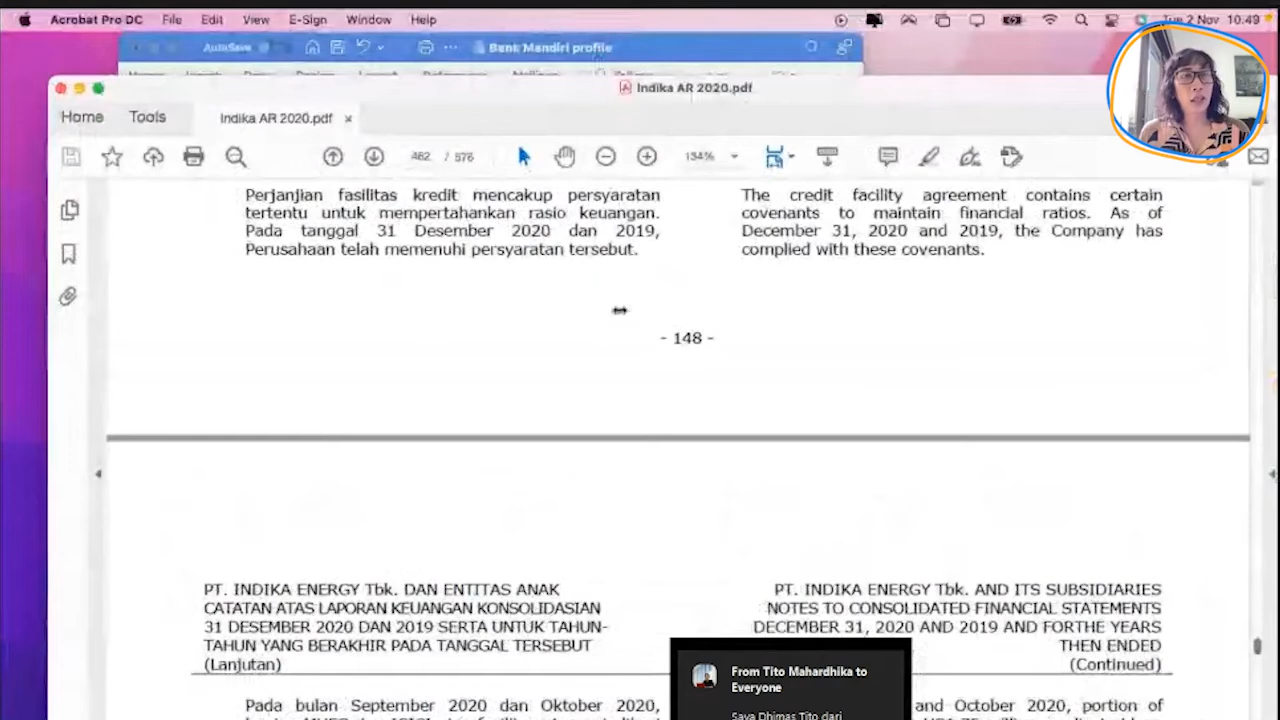 Acrobat Pro DC File Edit View E-Sign Window Help Tue 2 Nov 10.49
AutoSave Bank Mandiri profile
Indika AR 2020.pdf
Home Tools Indika AR 2020.pdf ×
462 / 576 134%
Perjanjian fasilitas kredit mencakup persyaratan
tertentu untuk mempertahankan rasio keuangan.
Pada tanggal 31 Desember 2020 dan 2019,
Perusahaan telah memenuhi persyaratan tersebut.
The credit facility agreement contains certain
covenants to maintain financial ratios. As of
December 31, 2020 and 2019, the Company has
complied with these covenants.
- 148 -
PT. INDIKA ENERGY Tbk. DAN ENTITAS ANAK
CATATAN ATAS LAPORAN KEUANGAN KONSOLIDASIAN
31 DESEMBER 2020 DAN 2019 SERTA UNTUK TAHUN-
TAHUN YANG BERAKHIR PADA TANGGAL TERSEBUT
(Lanjutan)
PT. INDIKA ENERGY Tbk. AND ITS SUBSIDIARIES
NOTES TO CONSOLIDATED FINANCIAL STATEMENTS
DECEMBER 31, 2020 AND 2019 AND FORTHE YEARS
THEN ENDED
(Continued)
Pada bulan September 2020 dan Oktober 2020,
and October 2020, portion of
From Tito Mahardhika to
Everyone
Saya Dhimas Tito dari